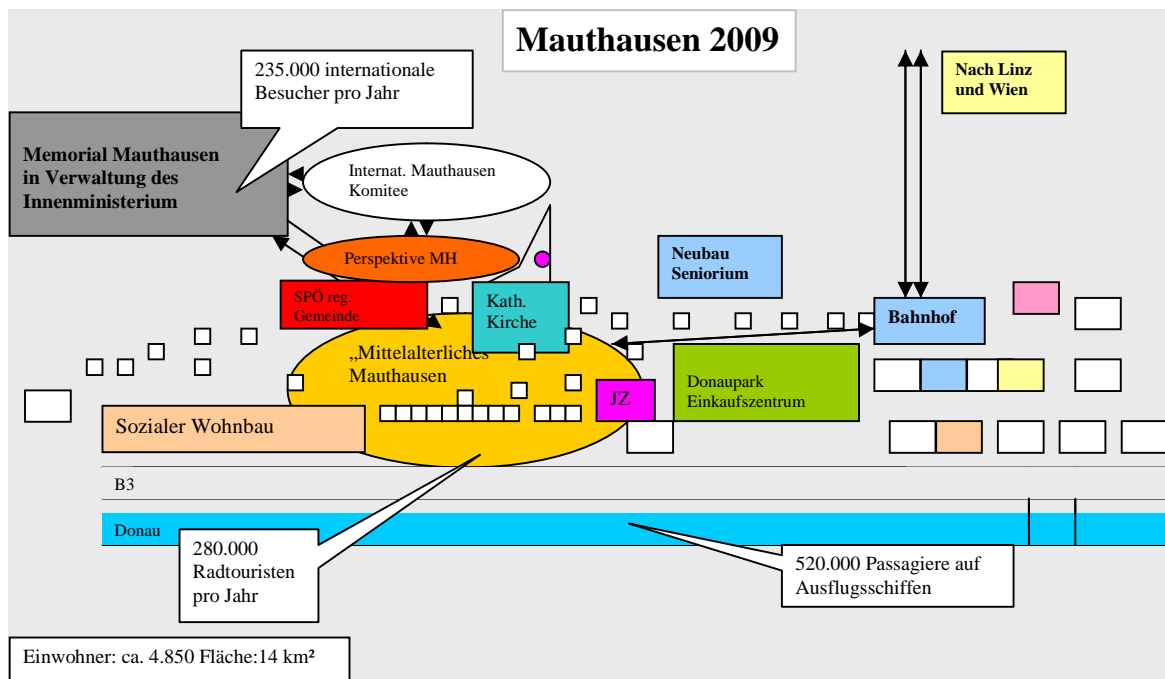 Mauthausen 2009
235.000 internationale
Besucher pro Jahr
Nach Linz
und Wien
Memorial Mauthausen
in Verwaltung des
Innenministerium
Internat. Mauthausen
Komitee
Perspektive MH
Neubau
Seniorium
SPÖ reg.
Gemeinde
Kath.
Kirche
Bahnhof
„Mittelalterliches
Mauthausen
Donaupark
Einkaufszentrum
JZ
Sozialer Wohnbau
B3
Donau
280.000
Radtouristen
pro Jahr
520.000 Passagiere auf
Ausflugsschiffen
Einwohner: ca. 4.850 Fläche:14 km²